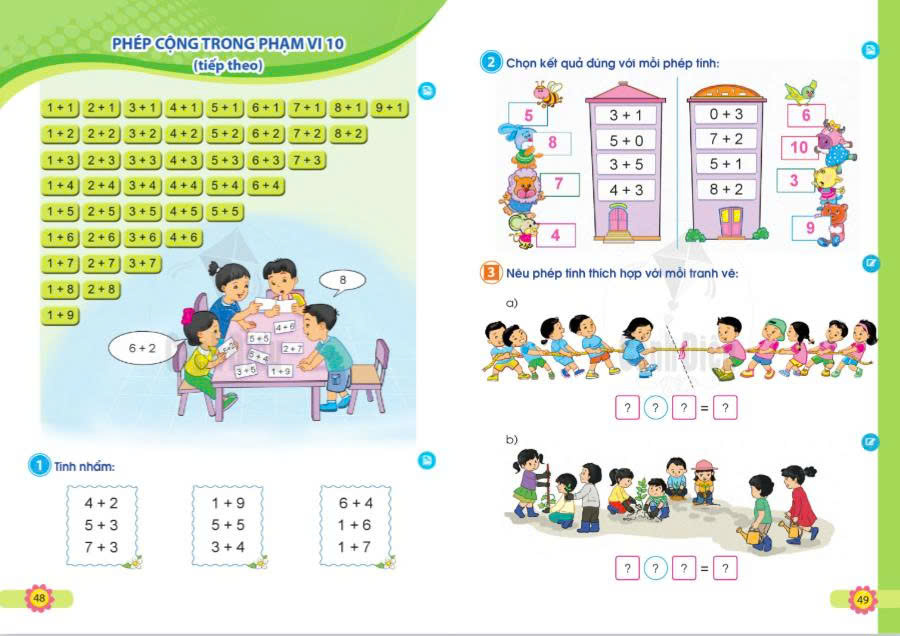 PHÉP CỘNG TRONG PHẠM VI 10
(tiếp theo)
1 + 1 2 + 1 3 + 1 4 + 1 5 + 1 6 + 1 7 + 1 8 + 1 9 + 1
1 + 2 2 + 2 3 + 2 4 + 2 5 + 2 6 + 2 7 + 2 8 + 2
1 + 3 2 + 3 3 + 3 4 + 3 5 + 3 6 + 3 7 + 3
1 + 4 2 + 4 3 + 4 4 + 4 5 + 4 6 + 4
1 + 5 2 + 5 3 + 5 4 + 5 5 + 5
1 + 6 2 + 6 3 + 6 4 + 6
1 + 7 2 + 7 3 + 7
1 + 8 2 + 8
1 + 9
8
6 + 2
4 + 6
5 + 5
6+2
5 + 4
2 + 7
3 + 5
1 + 9
1 Tính nhẩm:
4 + 2
5 + 3
7 + 3
1 + 9
5 + 5
3 + 4
6 + 4
1 + 6
1 + 7
48
2 Chọn kết quả đúng với mỗi phép tính:
5
8
7
4
3 + 1
5 + 0
3 + 5
4 + 3
0 + 3
7 + 2
5 + 1
8 + 2
6
10
3
9
3 Nêu phép tính thích hợp với mỗi tranh vẽ:
a)
? ? ? = ?
b)
? ? ? = ?
49